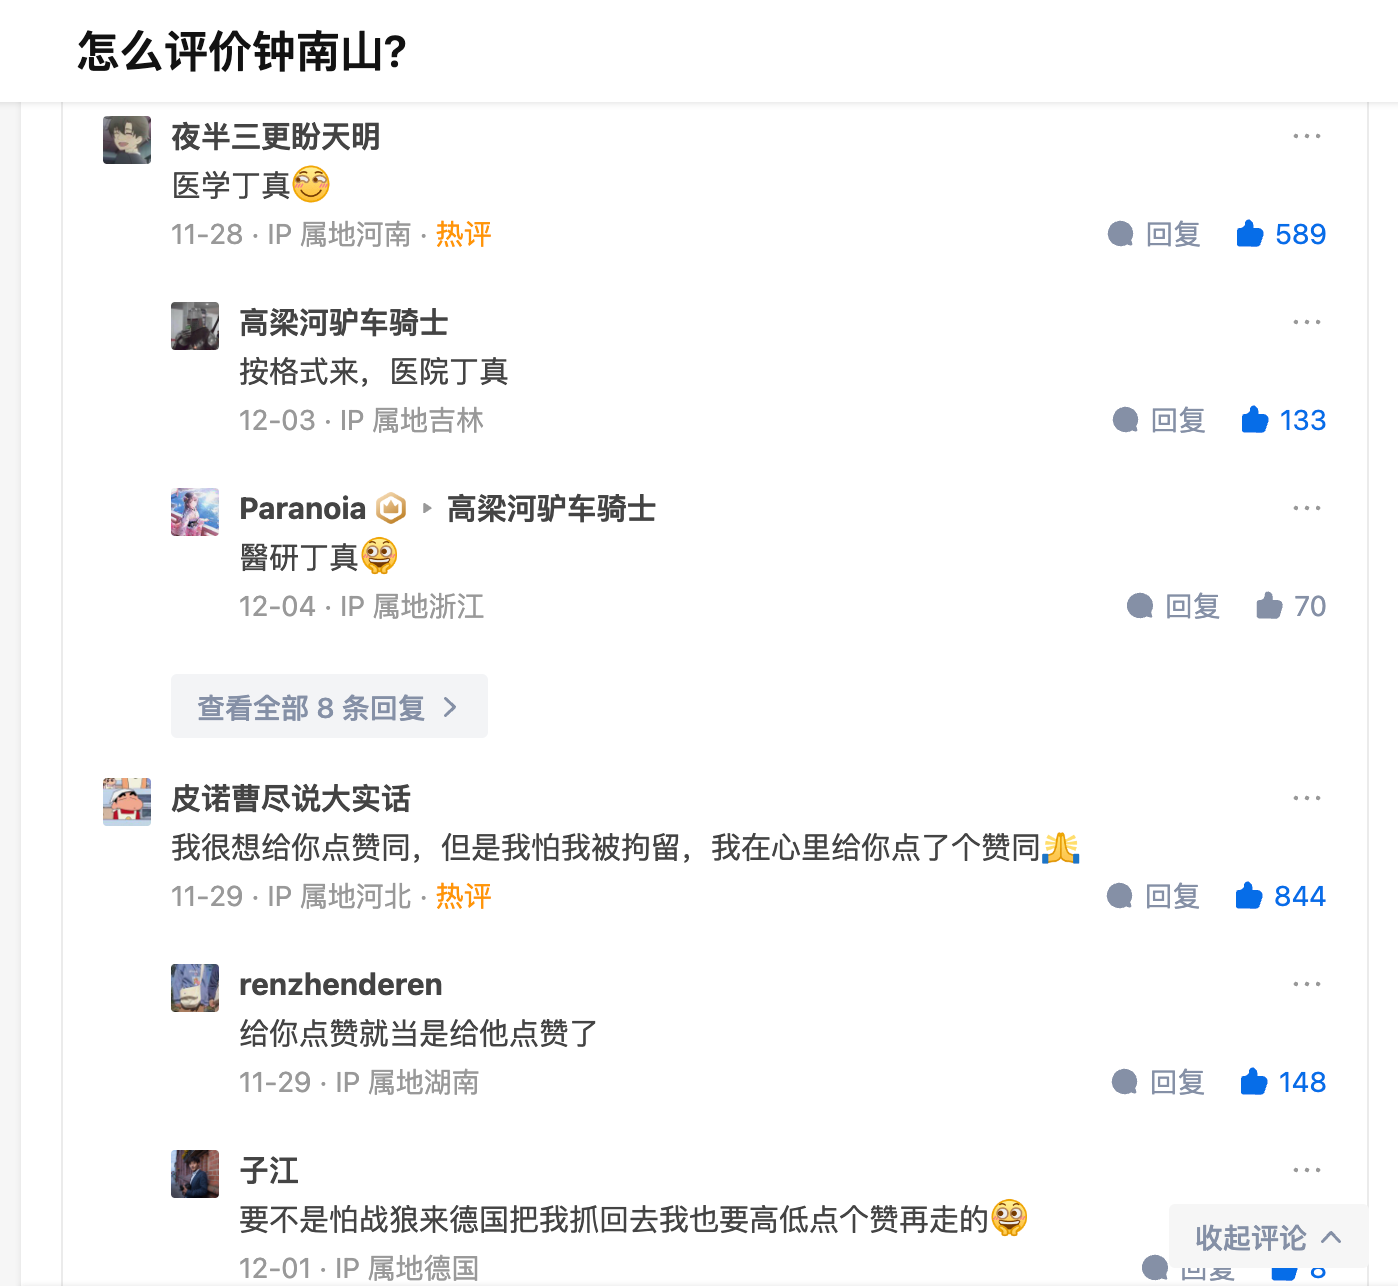 怎么评价钟南山?
夜半三更盼天明
医学丁真
11-28 · IP 属地河南 · 热评
回复 589
高梁河驴车骑士
按格式来，医院丁真
12-03 · IP 属地吉林
回复 133
Paranoia ▸ 高梁河驴车骑士
醫研丁真
12-04 · IP 属地浙江
回复 70
查看全部 8 条回复 >
皮诺曹尽说大实话
我很想给你点赞同，但是我怕我被拘留，我在心里给你点了个赞同🙏
11-29 · IP 属地河北 · 热评
回复 844
renzhenderen
给你点赞就当是给他点赞了
11-29 · IP 属地湖南
回复 148
子江
要不是怕战狼来德国把我抓回去我也要高低点个赞再走的
收起评论
12-01 · IP 属地德国
回复 8